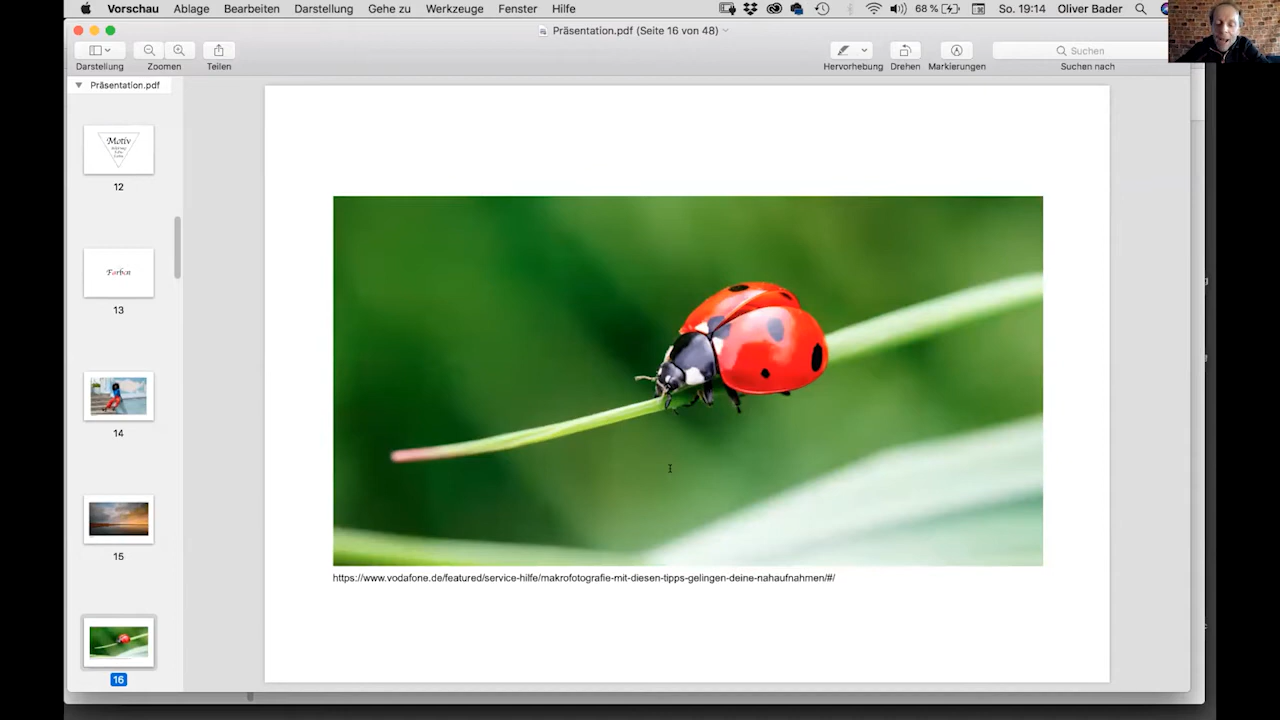 Vorschau Ablage Bearbeiten Darstellung Gehe zu Werkzeuge Fenster Hilfe 68 % So. 19:14 Oliver Bader
Präsentation.pdf (Seite 16 von 48)
Suchen
Darstellung Zoomen Teilen Hervorhebung Drehen Markierungen Suchen nach
Präsentation.pdf
Motiv
12
Farben
13
14
15
16
https://www.vodafone.de/featured/service-hilfe/makrofotografie-mit-diesen-tipps-gelingen-deine-nahaufnahmen/#/